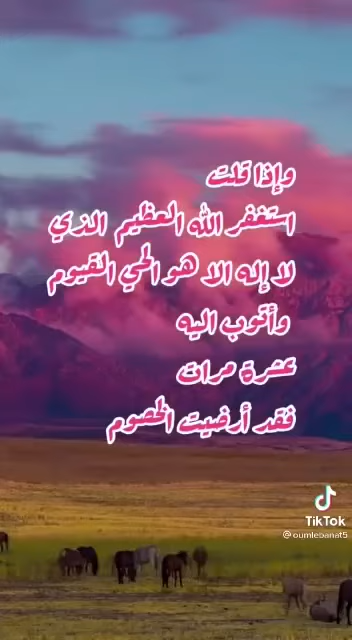 وإذا قلت
استغفر الله العظيم الذي
لا إله الا هو الحي القيوم
وأتوب اليه
عشرة مرات
فقد أرضيت الخصوم
TikTok
@oumlebanat5